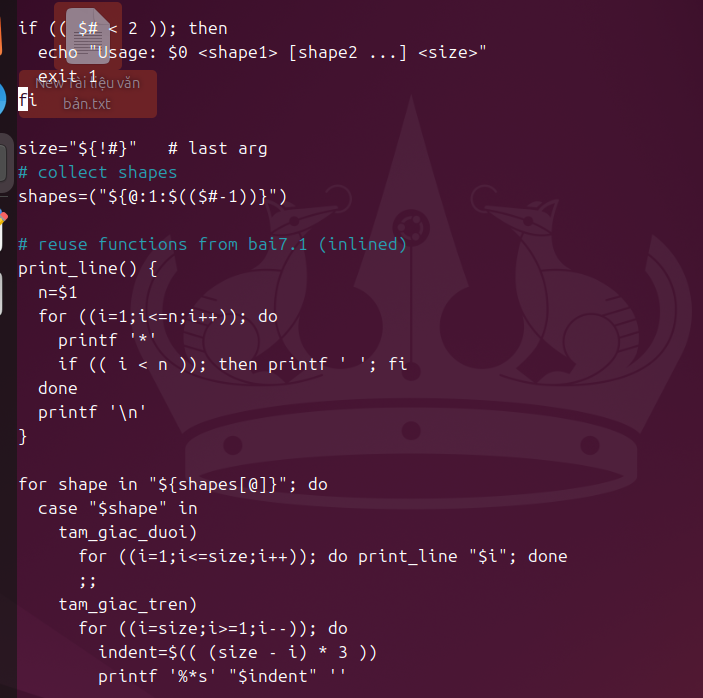 if (( $# < 2 )); then
  echo "Usage: $0 <shape1> [shape2 ...] <size>"
  exit 1
New Tài liệu văn
bản.txt
fi

size="${!#}"   # last arg
# collect shapes
shapes=("${@:1:$(($#-1))}")

# reuse functions from bai7.1 (inlined)
print_line() {
  n=$1
  for ((i=1;i<=n;i++)); do
    printf '*'
    if (( i < n )); then printf ' '; fi
  done
  printf '\n'
}

for shape in "${shapes[@]}"; do
  case "$shape" in
    tam_giac_duoi)
      for ((i=1;i<=size;i++)); do print_line "$i"; done
      ;;
    tam_giac_tren)
      for ((i=size;i>=1;i--)); do
        indent=$(( (size - i) * 3 ))
        printf '%*s' "$indent" ''